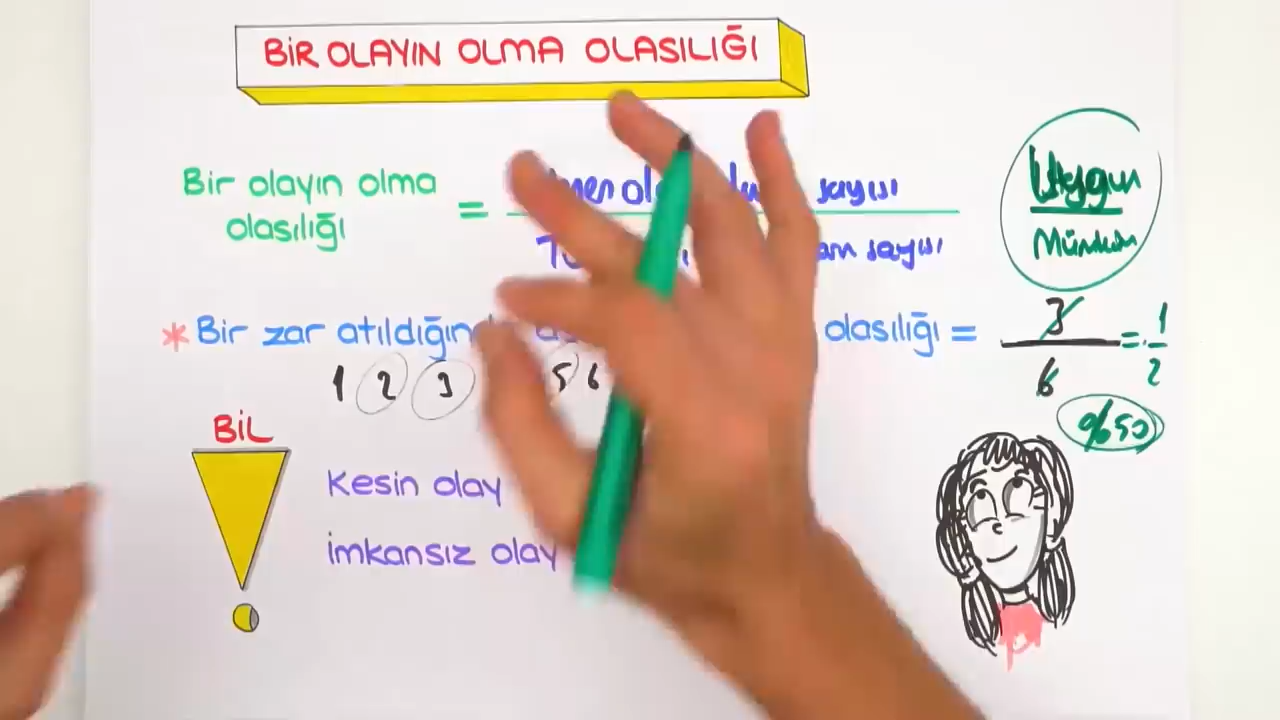 BİR OLAYIN OLMA OLASILIĞI
Bir olayın olma
olasılığı
=
sayısı
sayısı
Uygun
Mümkün
* Bir zar atıldığında olasılığı = 3 / 6 = 1 / 2
1 2 3 5 6
%50
BİL
Kesin olay
İmkansız olay